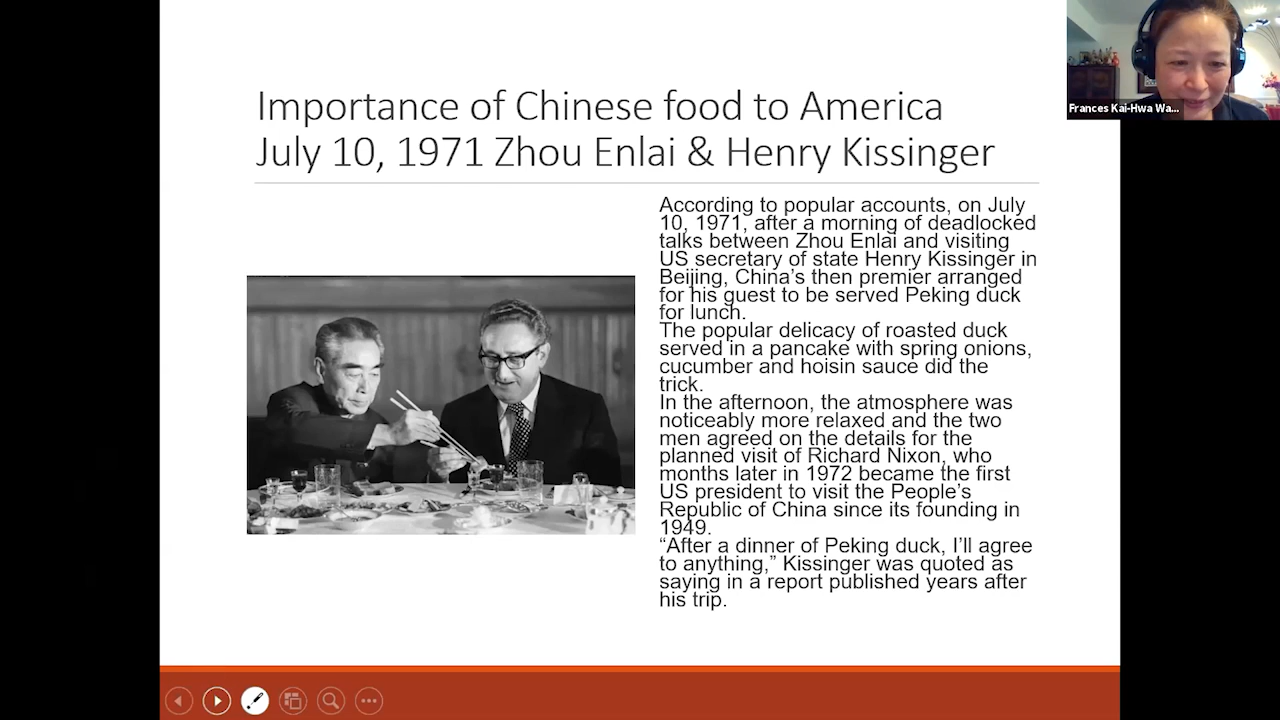 Importance of Chinese food to America
July 10, 1971 Zhou Enlai & Henry Kissinger
According to popular accounts, on July
10, 1971, after a morning of deadlocked
talks between Zhou Enlai and visiting
US secretary of state Henry Kissinger in
Beijing, China’s then premier arranged
for his guest to be served Peking duck
for lunch.
The popular delicacy of roasted duck
served in a pancake with spring onions,
cucumber and hoisin sauce did the
trick.
In the afternoon, the atmosphere was
noticeably more relaxed and the two
men agreed on the details for the
planned visit of Richard Nixon, who
months later in 1972 became the first
US president to visit the People’s
Republic of China since its founding in
1949.
“After a dinner of Peking duck, I’ll agree
to anything,” Kissinger was quoted as
saying in a report published years after
his trip.
Frances Kai-Hwa Wa...